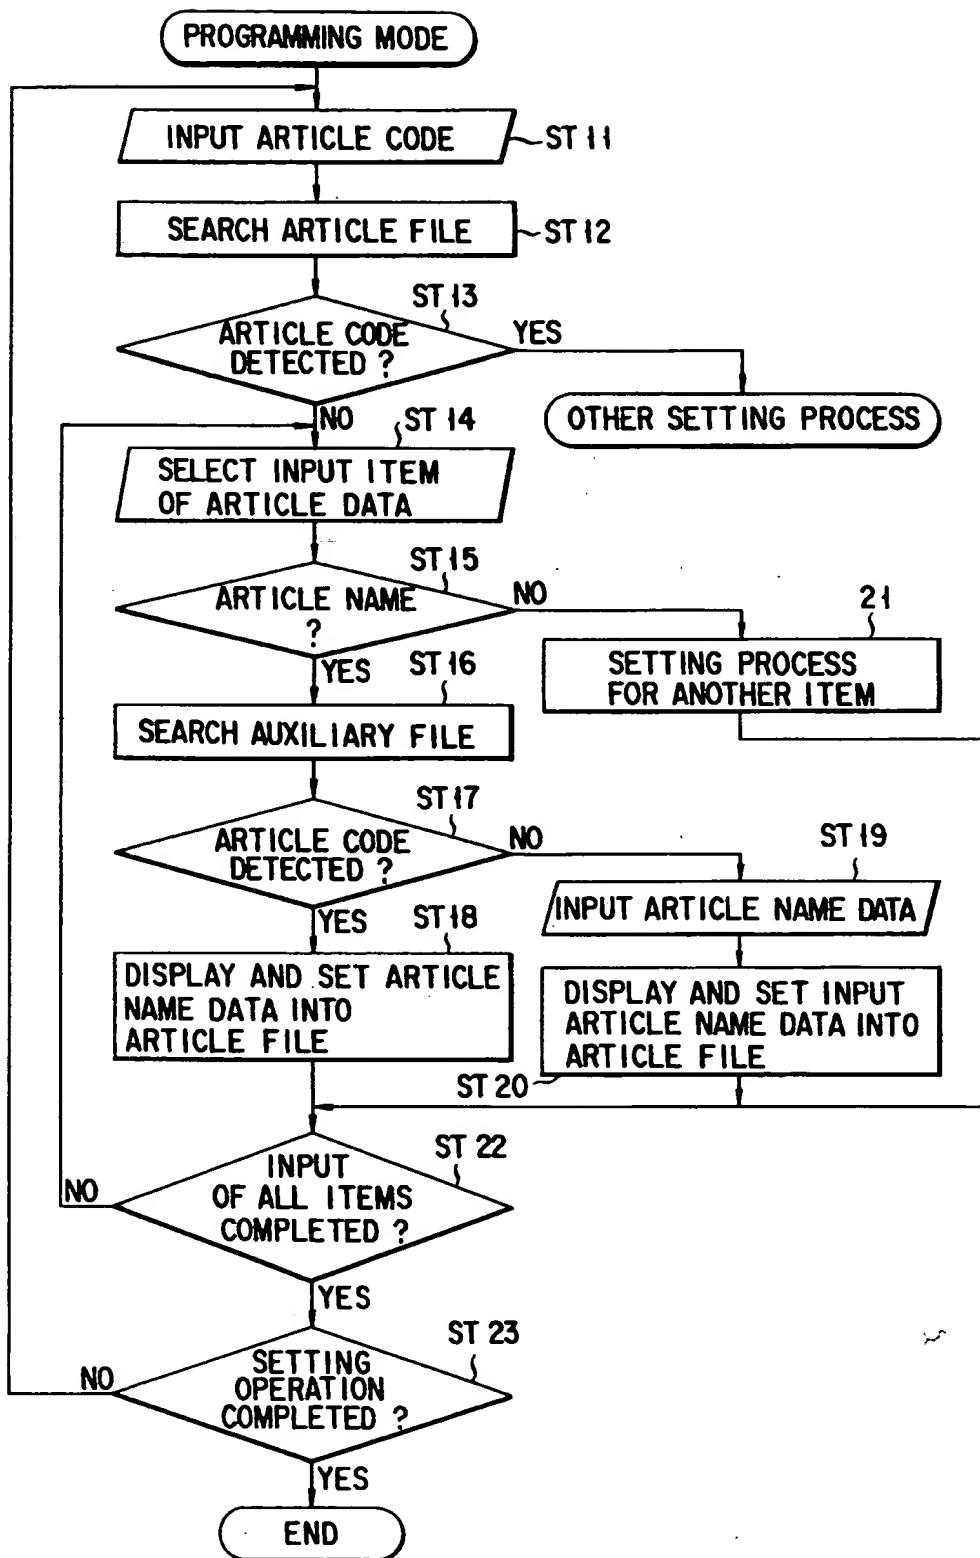 PROGRAMMING MODE
INPUT ARTICLE CODE
ST 11
SEARCH ARTICLE FILE
ST 12
ST 13
ARTICLE CODE
DETECTED ?
YES
OTHER SETTING PROCESS
NO
ST 14
SELECT INPUT ITEM
OF ARTICLE DATA
ST 15
ARTICLE NAME
?
NO
21
SETTING PROCESS
FOR ANOTHER ITEM
YES
ST 16
SEARCH AUXILIARY FILE
ST 17
ARTICLE CODE
DETECTED ?
NO
ST 19
INPUT ARTICLE NAME DATA
YES
ST 18
DISPLAY AND SET ARTICLE
NAME DATA INTO
ARTICLE FILE
DISPLAY AND SET INPUT
ARTICLE NAME DATA INTO
ARTICLE FILE
ST 20
ST 22
INPUT
OF ALL ITEMS
COMPLETED ?
NO
YES
ST 23
SETTING
OPERATION
COMPLETED ?
NO
YES
END